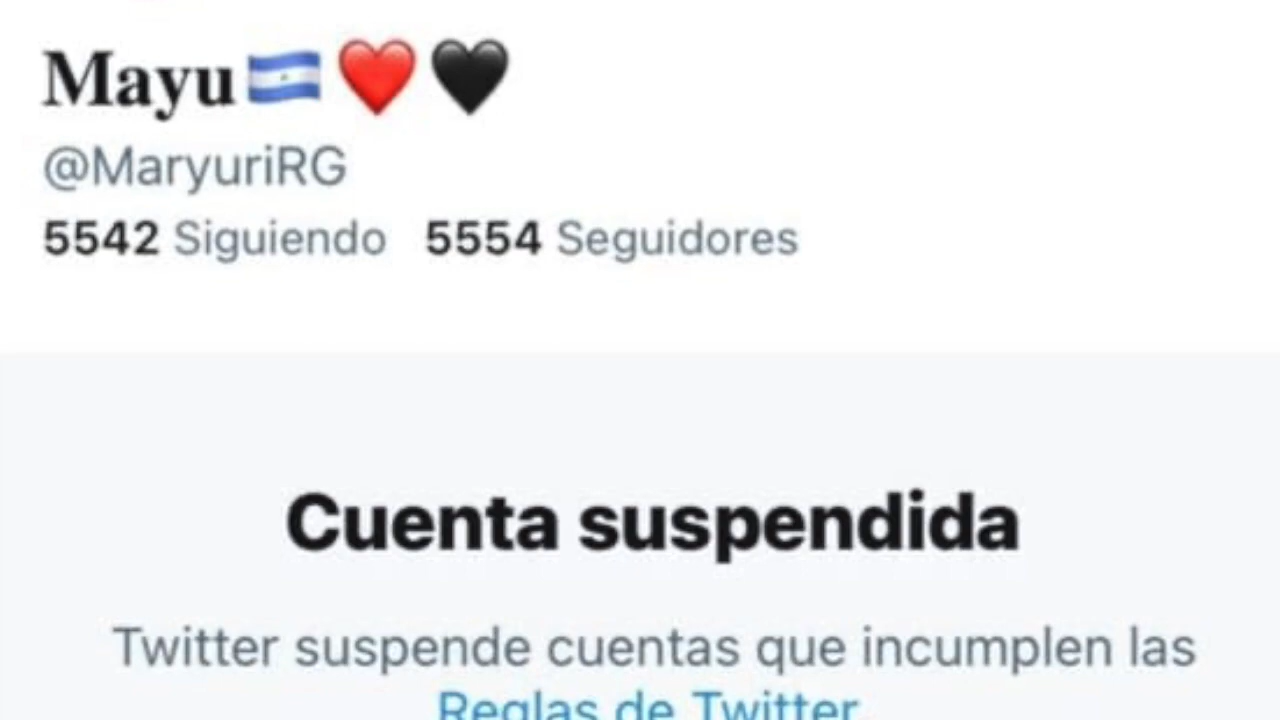 Mayu🇳🇮❤️🖤
@MaryuriRG
5542 Siguiendo 5554 Seguidores
Cuenta suspendida
Twitter suspende cuentas que incumplen las
Reglas de Twitter